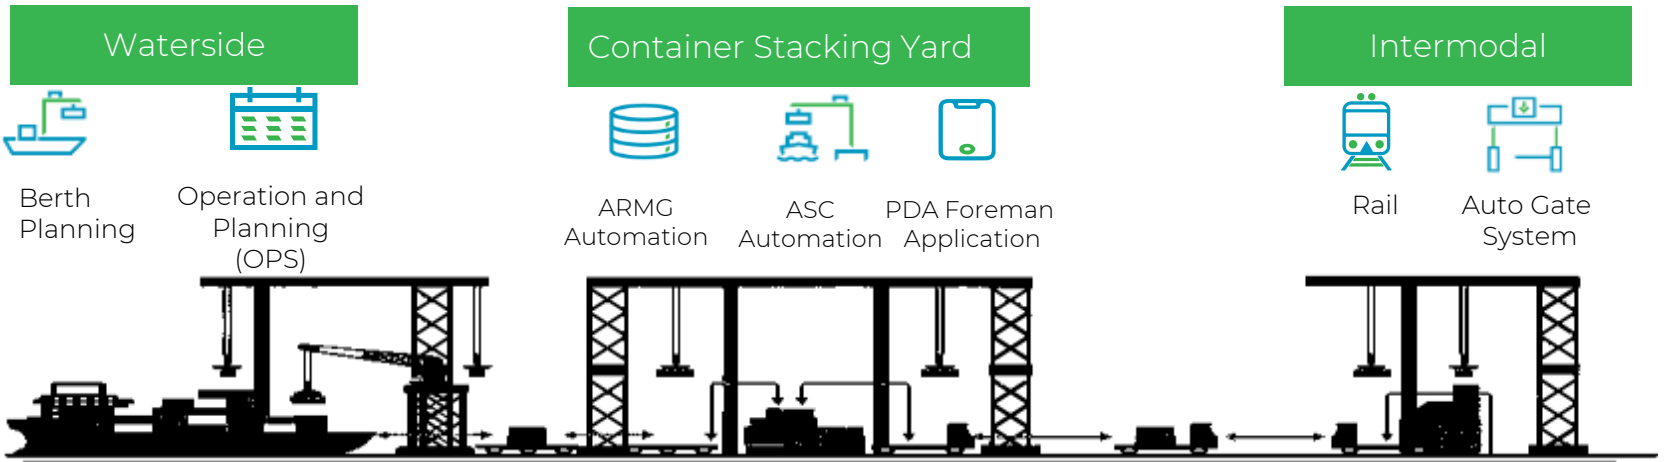 Waterside
Container Stacking Yard
Intermodal
Berth
Planning
Operation and
Planning
(OPS)
ARMG
Automation
ASC
Automation
PDA Foreman
Application
Rail
Auto Gate
System